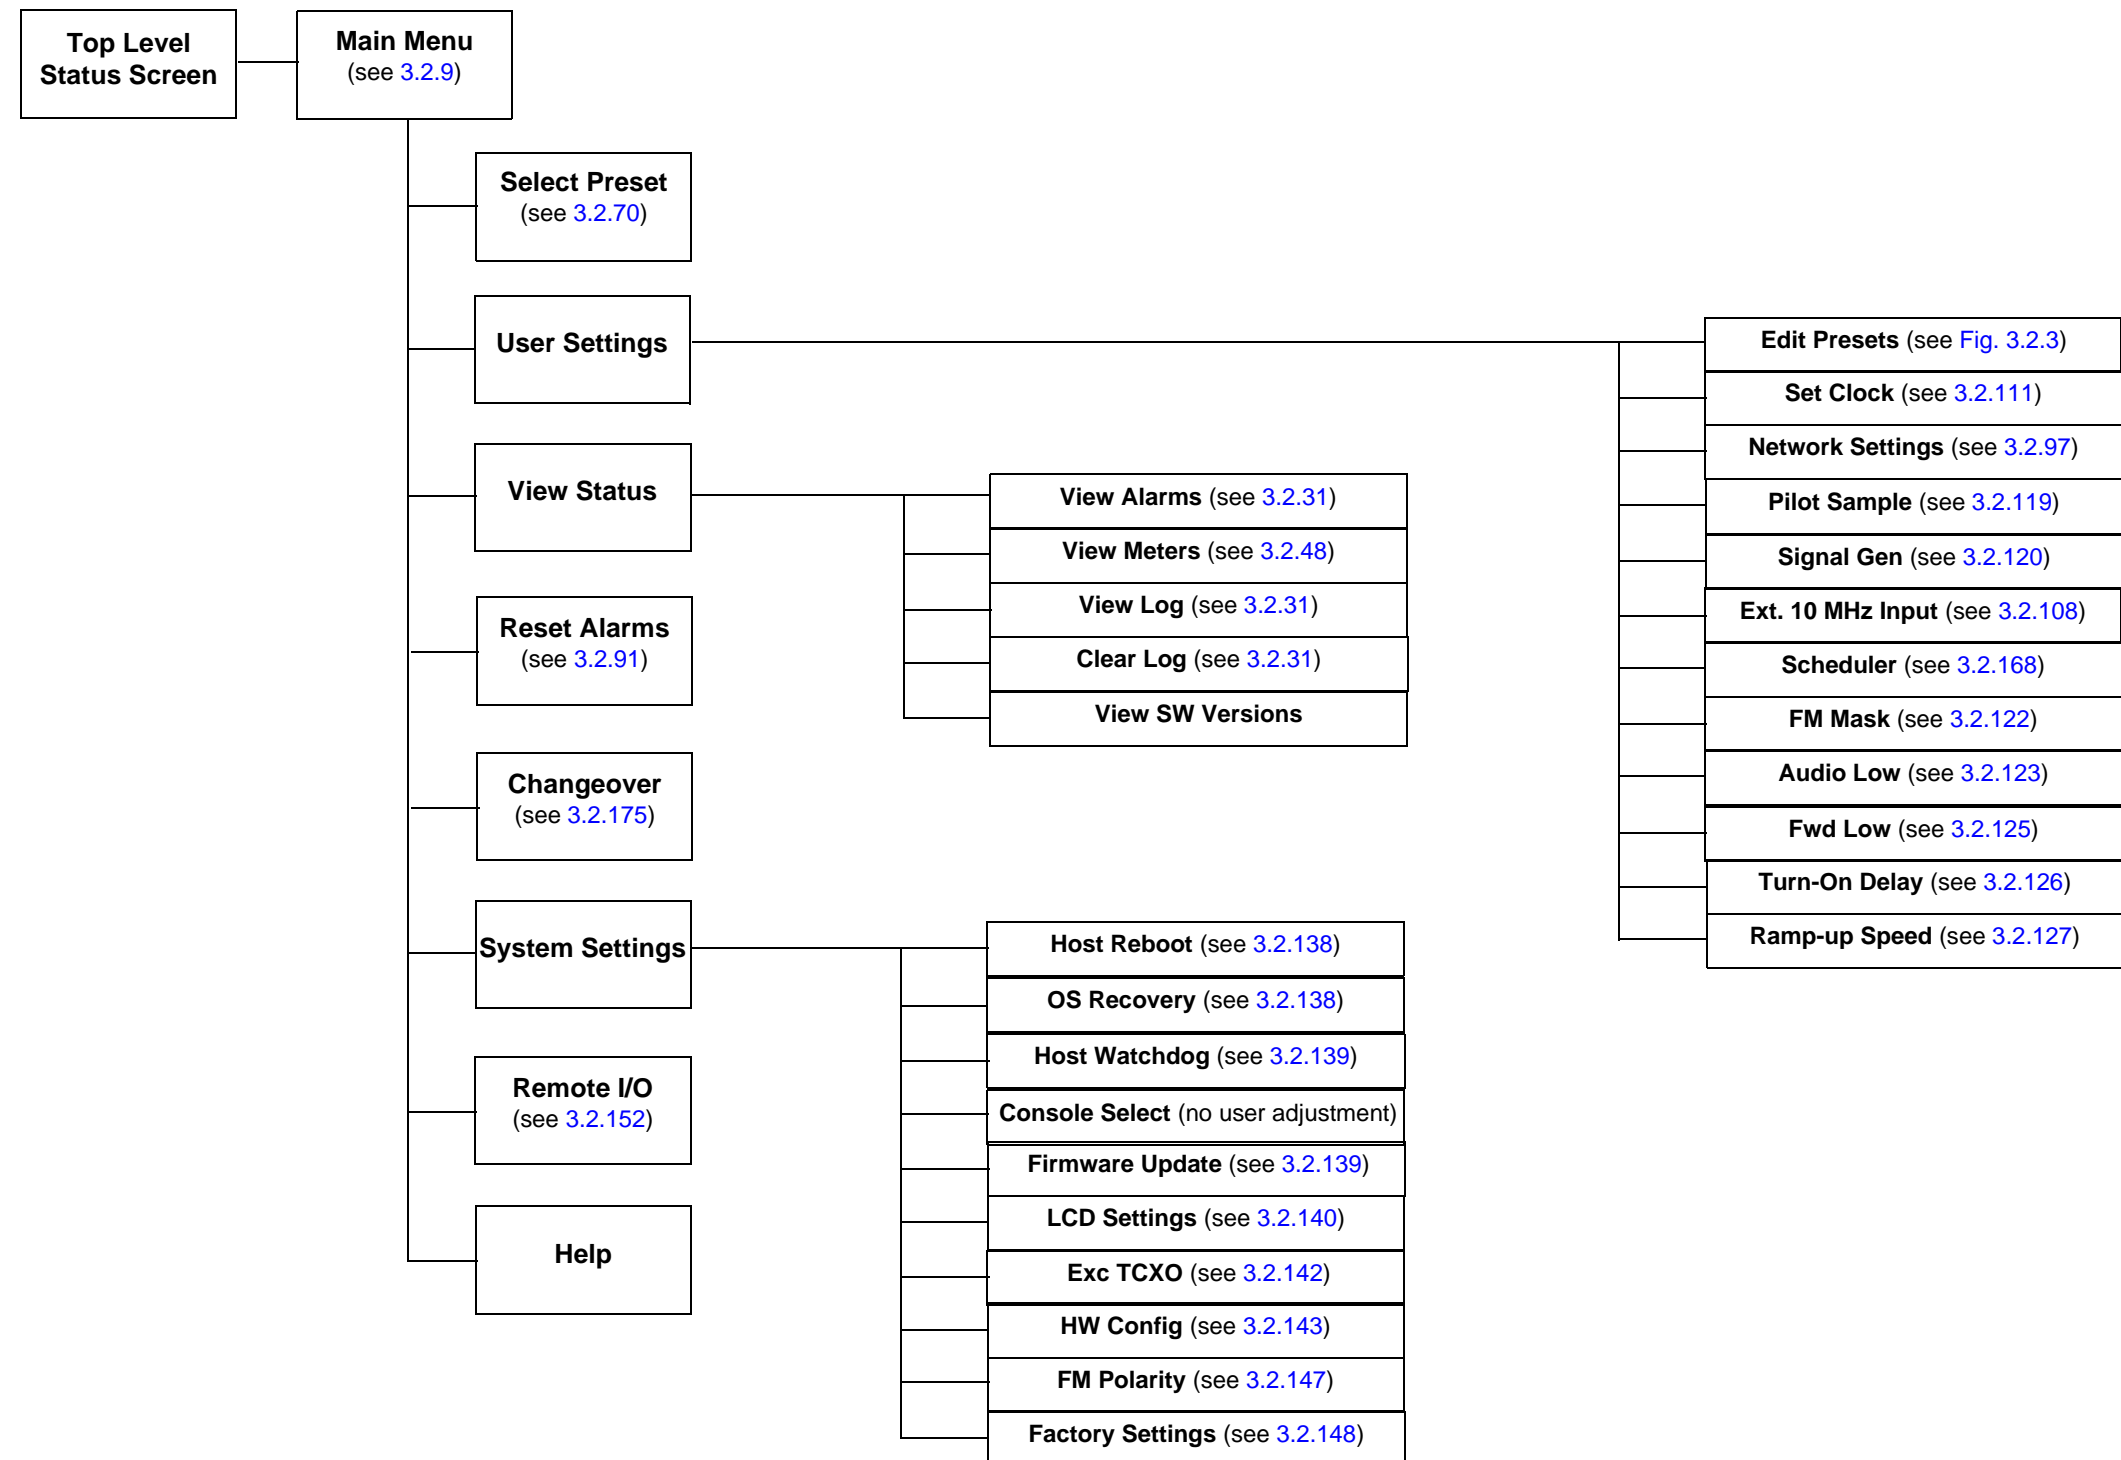 Top Level
Status Screen
Main Menu
(see 3.2.9)
Select Preset
(see 3.2.70)
User Settings
View Status
Reset Alarms
(see 3.2.91)
Changeover
(see 3.2.175)
System Settings
Remote I/O
(see 3.2.152)
Help
View Alarms (see 3.2.31)
View Meters (see 3.2.48)
View Log (see 3.2.31)
Clear Log (see 3.2.31)
View SW Versions
Host Reboot (see 3.2.138)
OS Recovery (see 3.2.138)
Host Watchdog (see 3.2.139)
Console Select (no user adjustment)
Firmware Update (see 3.2.139)
LCD Settings (see 3.2.140)
Exc TCXO (see 3.2.142)
HW Config (see 3.2.143)
FM Polarity (see 3.2.147)
Factory Settings (see 3.2.148)
Edit Presets (see Fig. 3.2.3)
Set Clock (see 3.2.111)
Network Settings (see 3.2.97)
Pilot Sample (see 3.2.119)
Signal Gen (see 3.2.120)
Ext. 10 MHz Input (see 3.2.108)
Scheduler (see 3.2.168)
FM Mask (see 3.2.122)
Audio Low (see 3.2.123)
Fwd Low (see 3.2.125)
Turn-On Delay (see 3.2.126)
Ramp-up Speed (see 3.2.127)